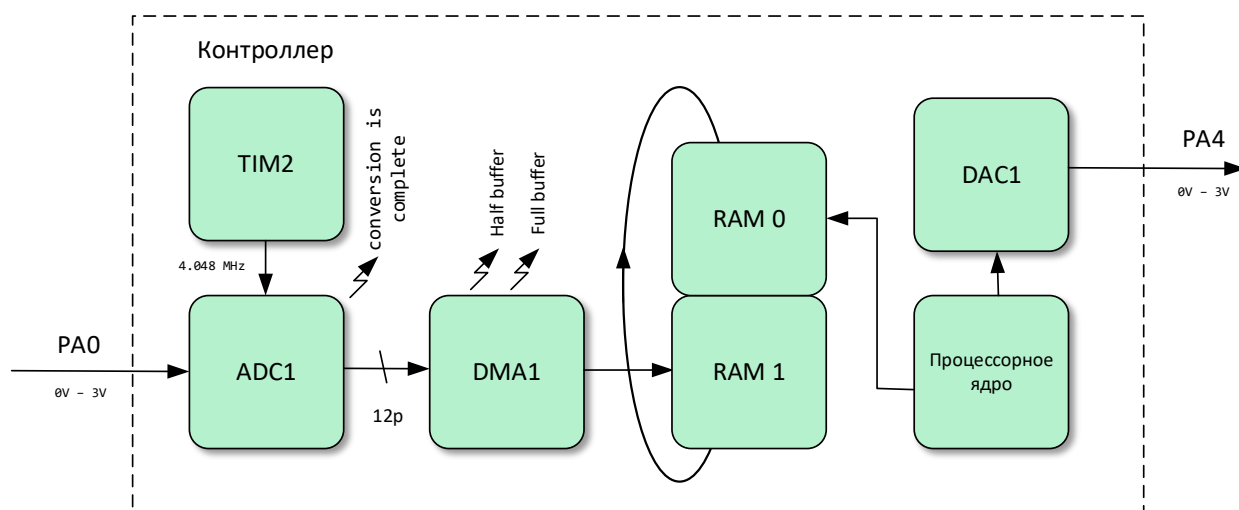 Контроллер
TIM2
conversion is
complete
Half buffer
Full buffer
RAM 0
DAC1
PA4
0V – 3V
4.048 MHz
PA0
0V – 3V
ADC1
12р
DMA1
RAM 1
Процессорное
ядро